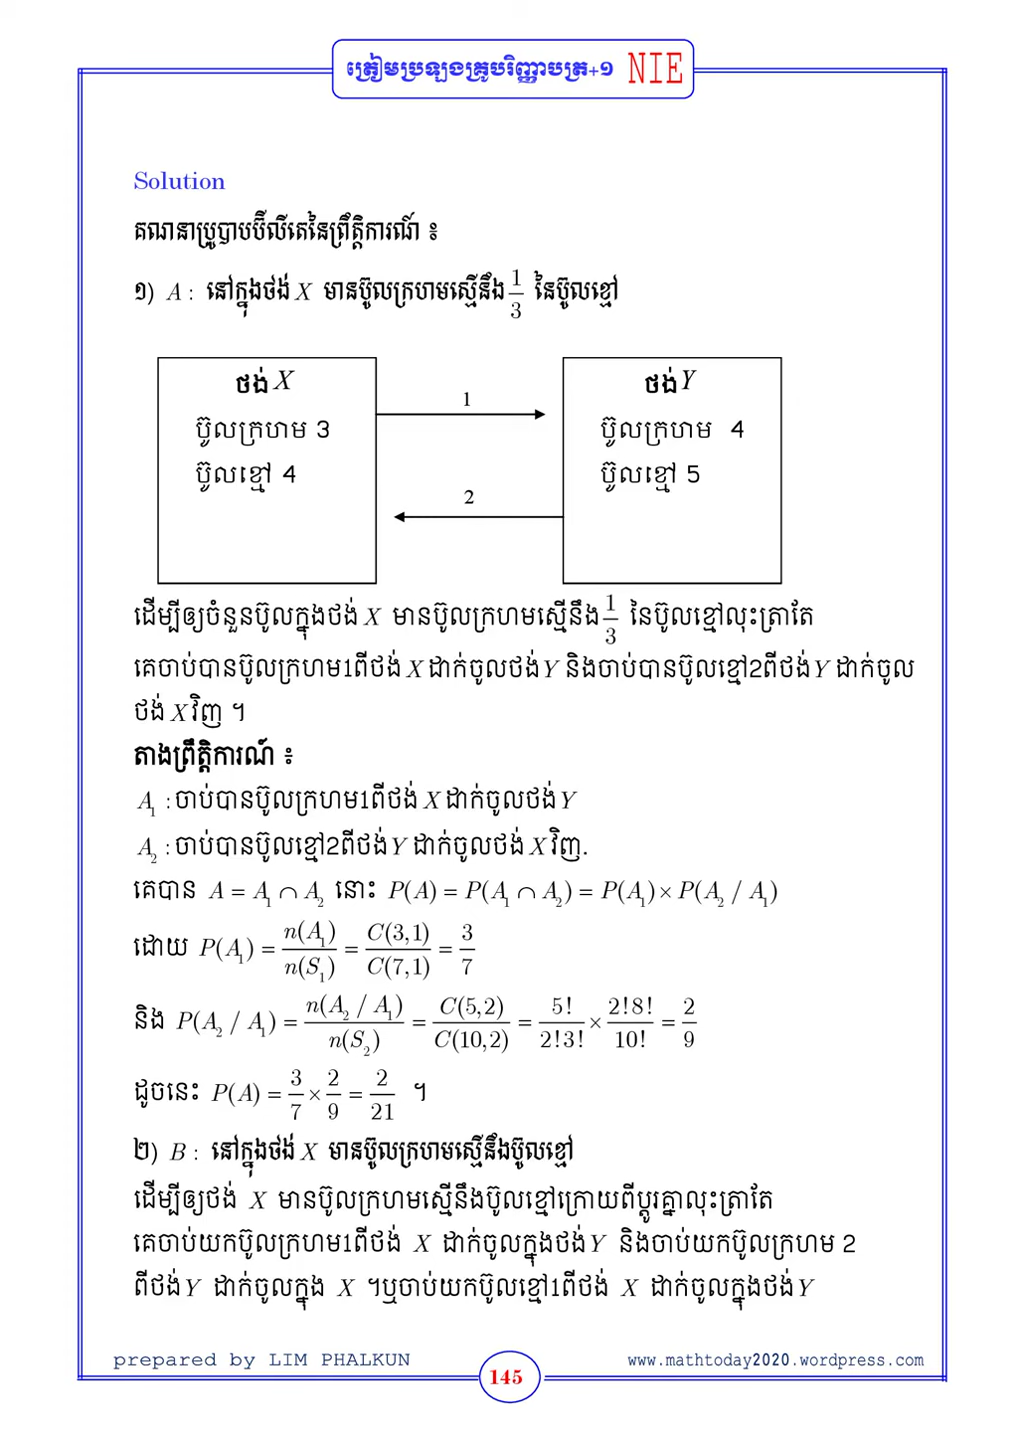 ត្រៀមប្រឡងគ្រូបរិញ្ញាបត្រ+១ NIE
Solution
គណនាប្រូបាបប៊ីលីតេនៃព្រឹត្តិការណ៍ ៖
១) A : នៅក្នុងថង់ X មានប៊ូលក្រហមស្មើនឹង 1/3 នៃប៊ូលខ្មៅ
ថង់ X
ប៊ូលក្រហម 3
ប៊ូលខ្មៅ 4
1
2
ថង់ Y
ប៊ូលក្រហម 4
ប៊ូលខ្មៅ 5
ដើម្បីឲ្យចំនួនប៊ូលក្នុងថង់ X មានប៊ូលក្រហមស្មើនឹង 1/3 នៃប៊ូលខ្មៅលុះត្រាតែ
គេចាប់បានប៊ូលក្រហម1ពីថង់ X ដាក់ចូលថង់ Y និងចាប់បានប៊ូលខ្មៅ2ពីថង់ Y ដាក់ចូល
ថង់ X វិញ ។
តាងព្រឹត្តិការណ៍ ៖
A₁ : ចាប់បានប៊ូលក្រហម1ពីថង់ X ដាក់ចូលថង់ Y
A₂ : ចាប់បានប៊ូលខ្មៅ2ពីថង់ Y ដាក់ចូលថង់ X វិញ.
គេបាន A = A₁ ∩ A₂ នោះ P(A) = P(A₁ ∩ A₂) = P(A₁) × P(A₂ / A₁)
ដោយ P(A₁) = n(A₁)/n(S₁) = C(3,1)/C(7,1) = 3/7
និង P(A₂ / A₁) = n(A₂ / A₁)/n(S₂) = C(5,2)/C(10,2) = 5!/2!3! × 2!8!/10! = 2/9
ដូចនេះ P(A) = 3/7 × 2/9 = 2/21 ។
២) B : នៅក្នុងថង់ X មានប៊ូលក្រហមស្មើនឹងប៊ូលខ្មៅ
ដើម្បីឲ្យថង់ X មានប៊ូលក្រហមស្មើនឹងប៊ូលខ្មៅក្រោយពីប្តូរគ្នាលុះត្រាតែ
គេចាប់យកប៊ូលក្រហម1ពីថង់ X ដាក់ចូលក្នុងថង់ Y និងចាប់យកប៊ូលក្រហម 2
ពីថង់ Y ដាក់ចូលក្នុង X ។ឬចាប់យកប៊ូលខ្មៅ1ពីថង់ X ដាក់ចូលក្នុងថង់ Y
prepared by LIM PHALKUN
www.mathtoday2020.wordpress.com
145